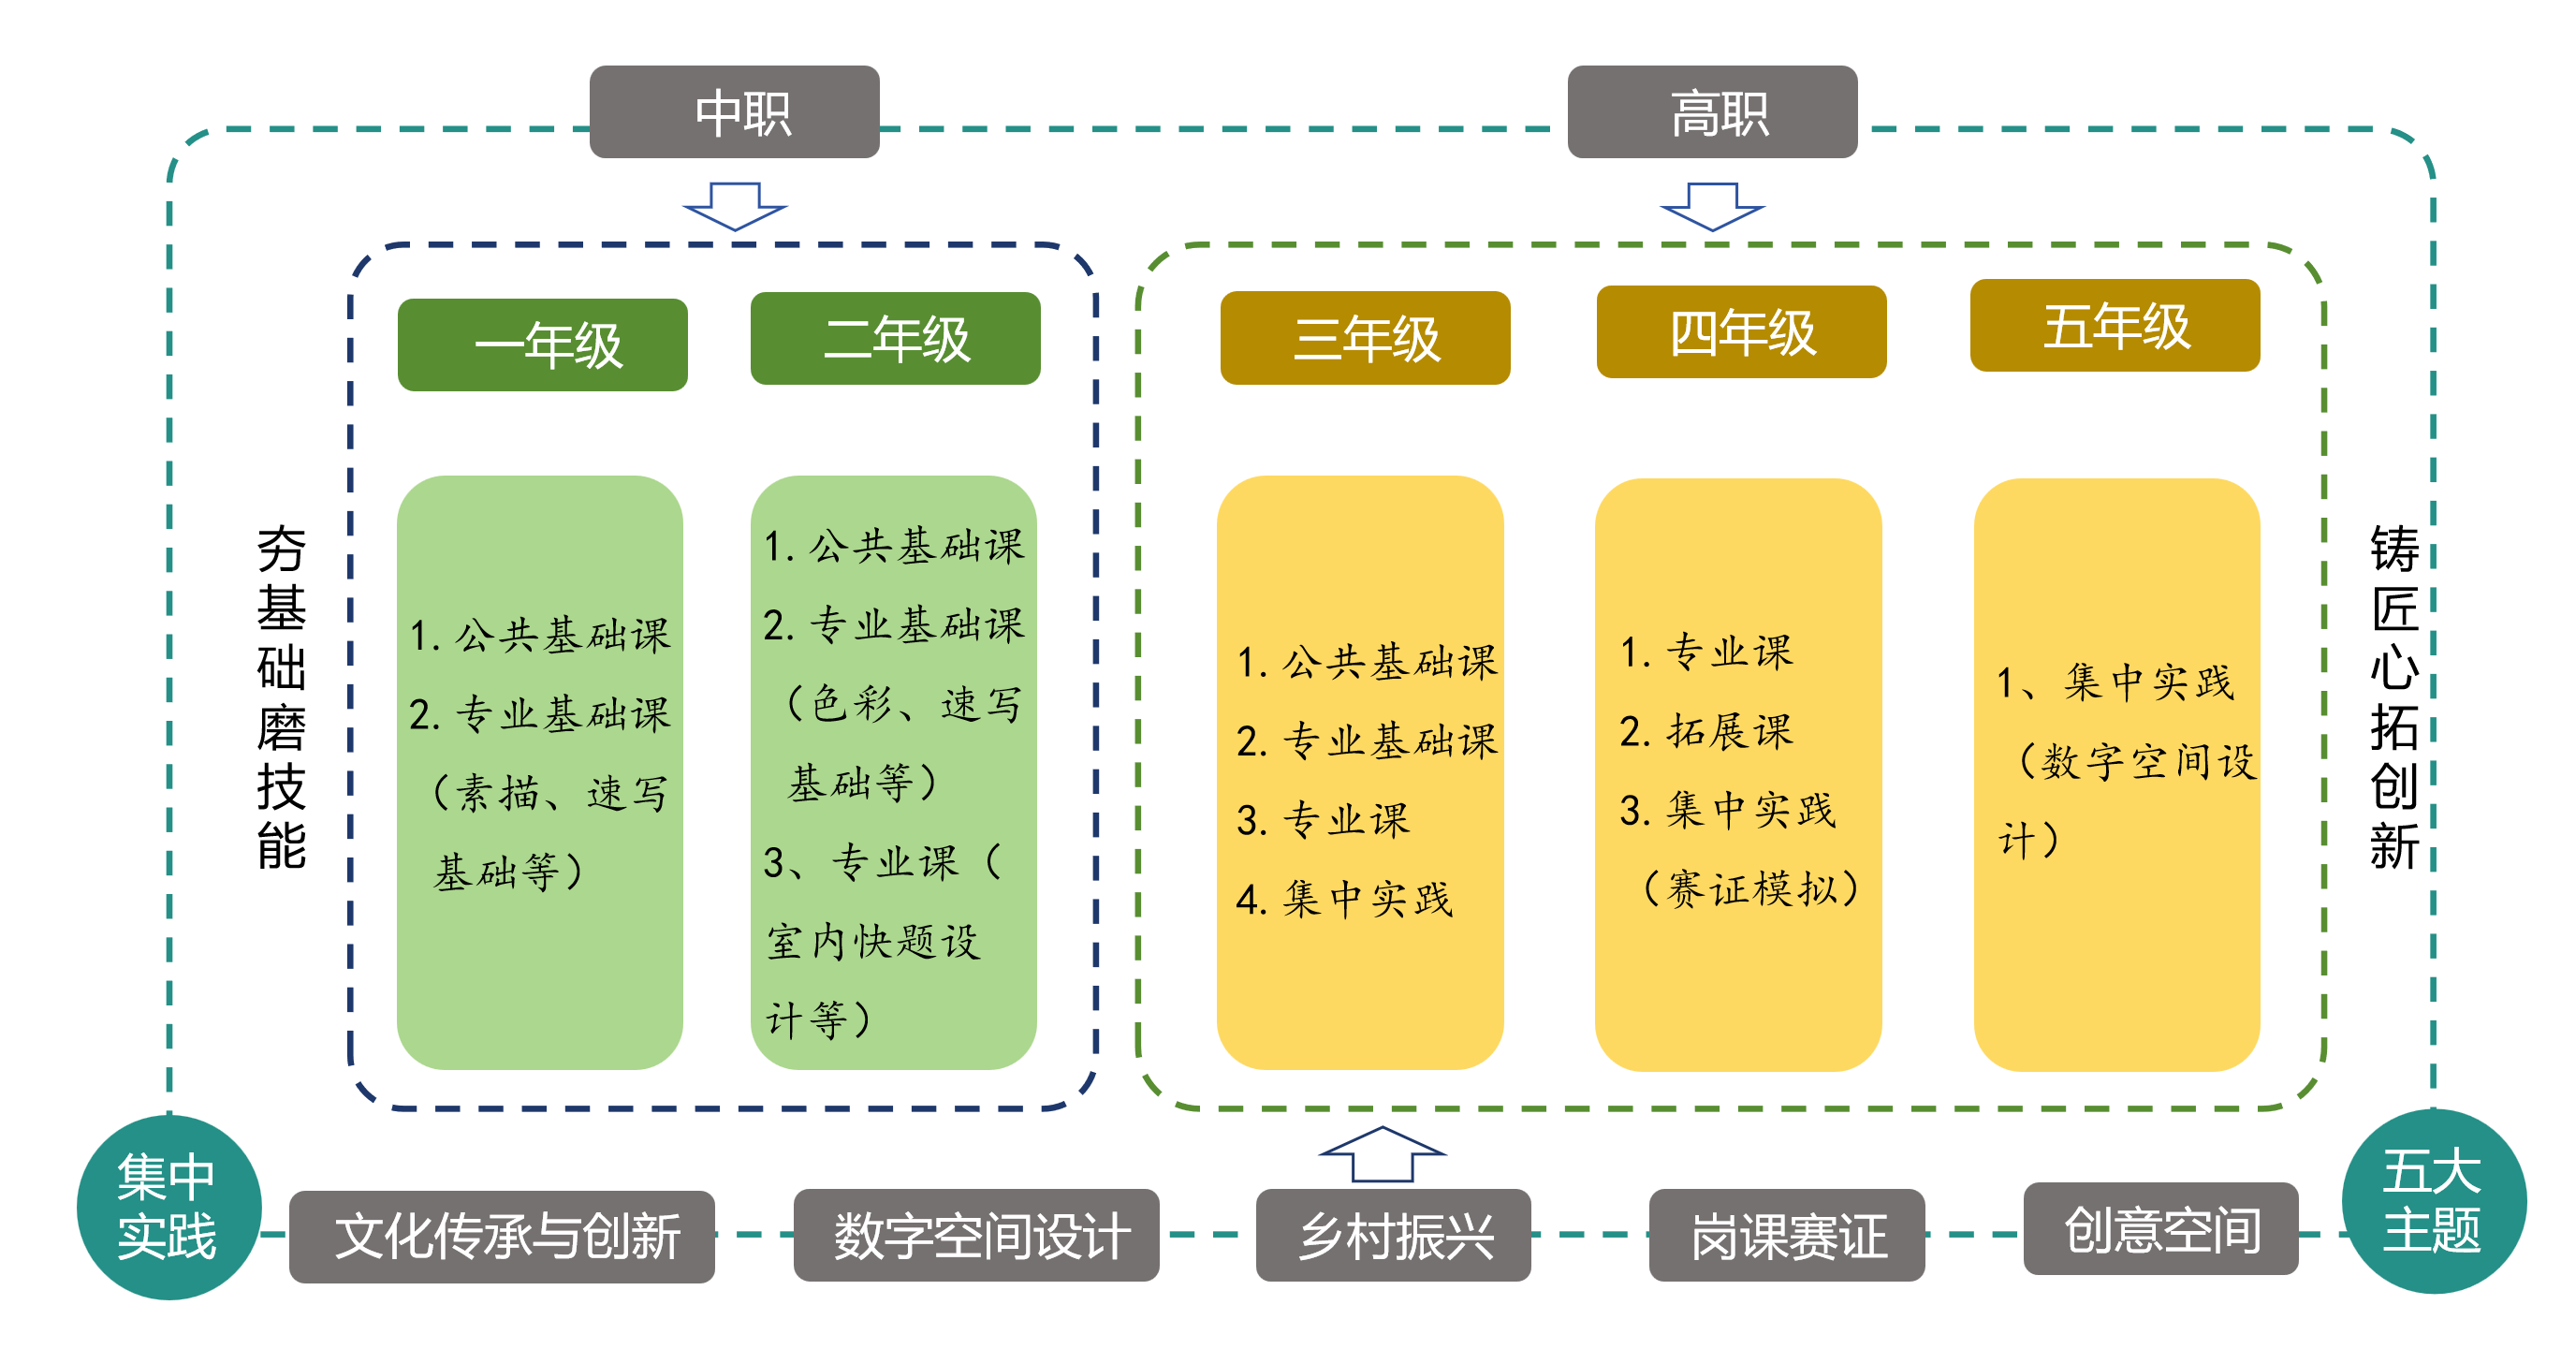 中职
高职
一年级
二年级
三年级
四年级
五年级
夯基础磨技能
1. 公共基础课
2. 专业基础课
（素描、速写
基础等）
1. 公共基础课
2. 专业基础课
（色彩、速写
基础等）
3、专业课（
室内快题设
计等）
1. 公共基础课
2. 专业基础课
3. 专业课
4. 集中实践
1. 专业课
2. 拓展课
3. 集中实践
（赛证模拟）
1、集中实践
（数字空间设
计）
铸匠心拓创新
集中
实践
文化传承与创新
数字空间设计
乡村振兴
岗课赛证
创意空间
五大
主题